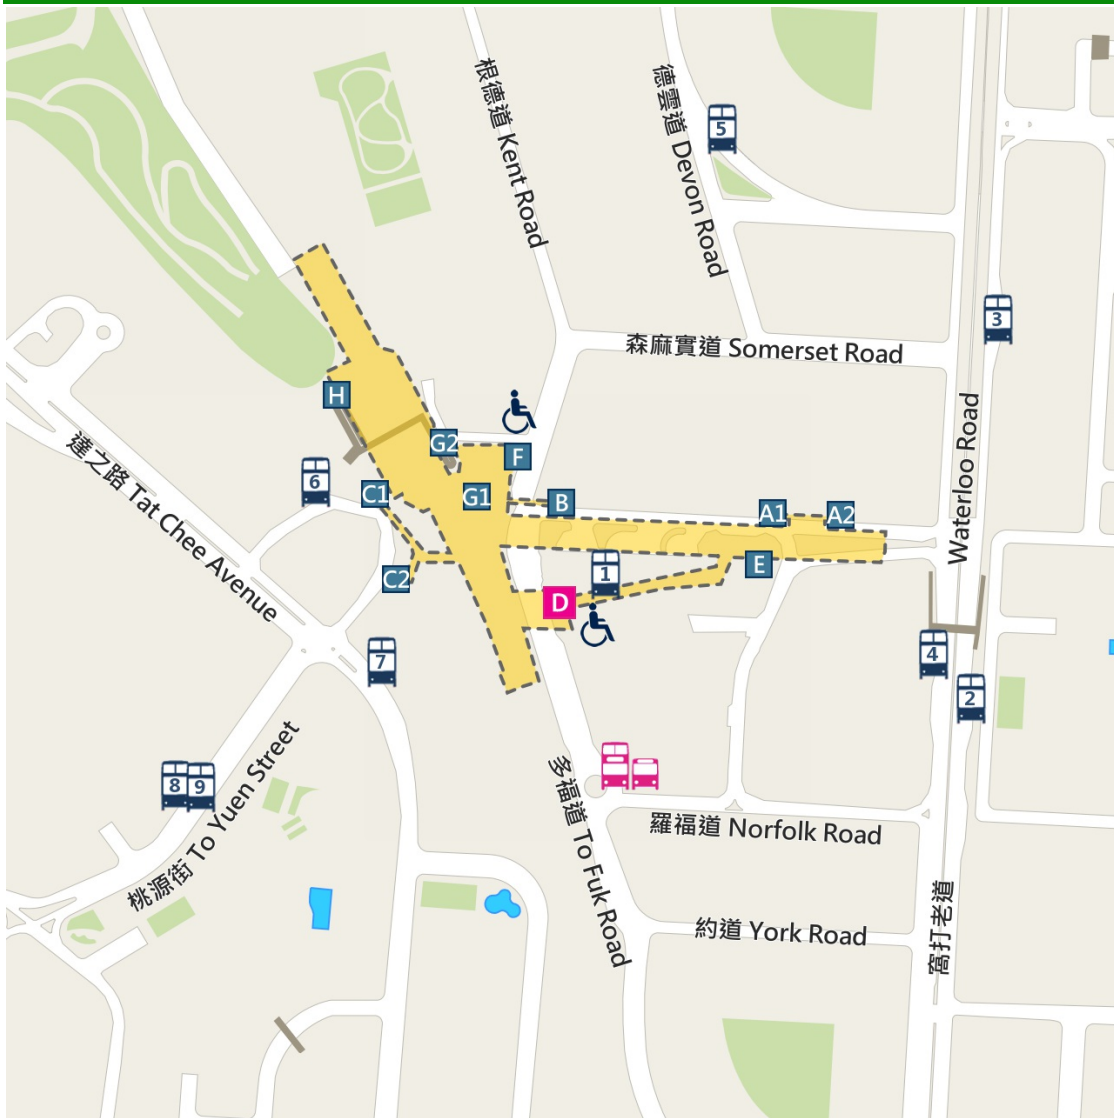 根德道 Kent Road
德雲道 Devon Road
5
3
森麻實道 Somerset Road
H
G2
F
Waterloo Road
達之路 Tat Chee Avenue
6
C1
G1
B
A1
A2
C2
1
E
D
7
4
2
8
9
桃源街 To Yuen Street
多福道 To Fuk Road
羅福道 Norfolk Road
約道 York Road
窩打老道